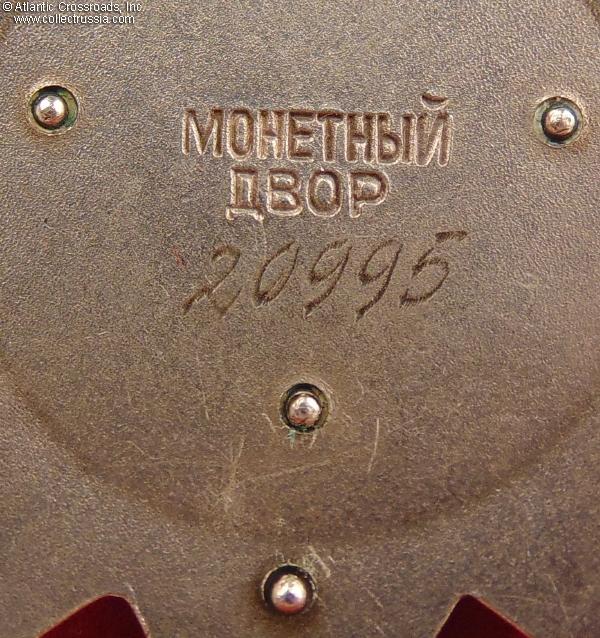 © Atlantic Crossroads, Inc.
www.collectrussia.com
МОНЕТНЫЙ
ДВОР
20995